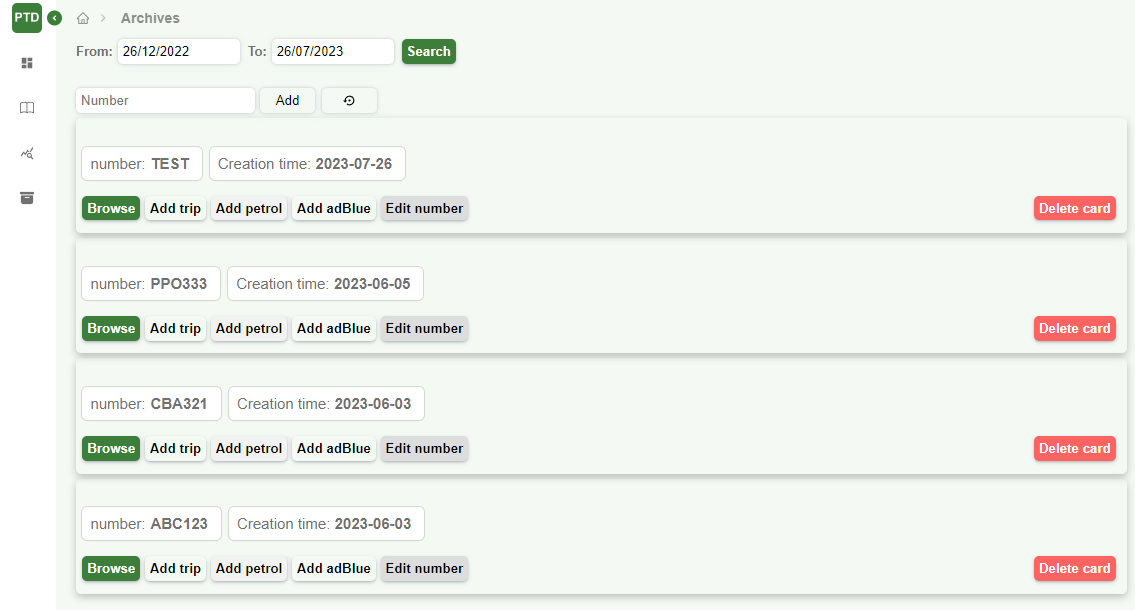 PTD
Archives
From: 26/12/2022 To: 26/07/2023 Search
Number Add
number: TEST Creation time: 2023-07-26
Browse Add trip Add petrol Add adBlue Edit number Delete card
number: PPO333 Creation time: 2023-06-05
Browse Add trip Add petrol Add adBlue Edit number Delete card
number: CBA321 Creation time: 2023-06-03
Browse Add trip Add petrol Add adBlue Edit number Delete card
number: ABC123 Creation time: 2023-06-03
Browse Add trip Add petrol Add adBlue Edit number Delete card